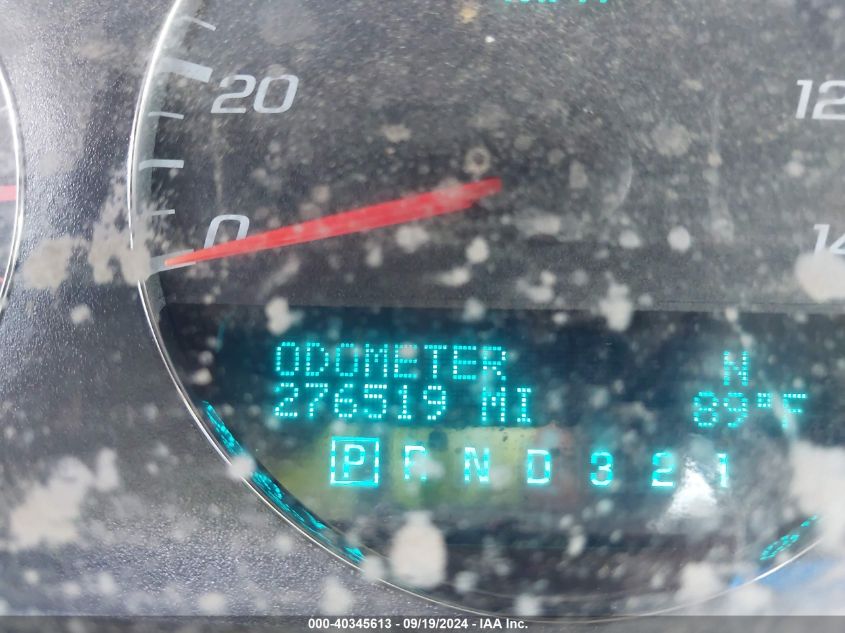 20
12
0
14
ODOMETER N
276519 MI 89°F
P R N D 3 2 1
000-40345613 - 09/19/2024 - IAA Inc.